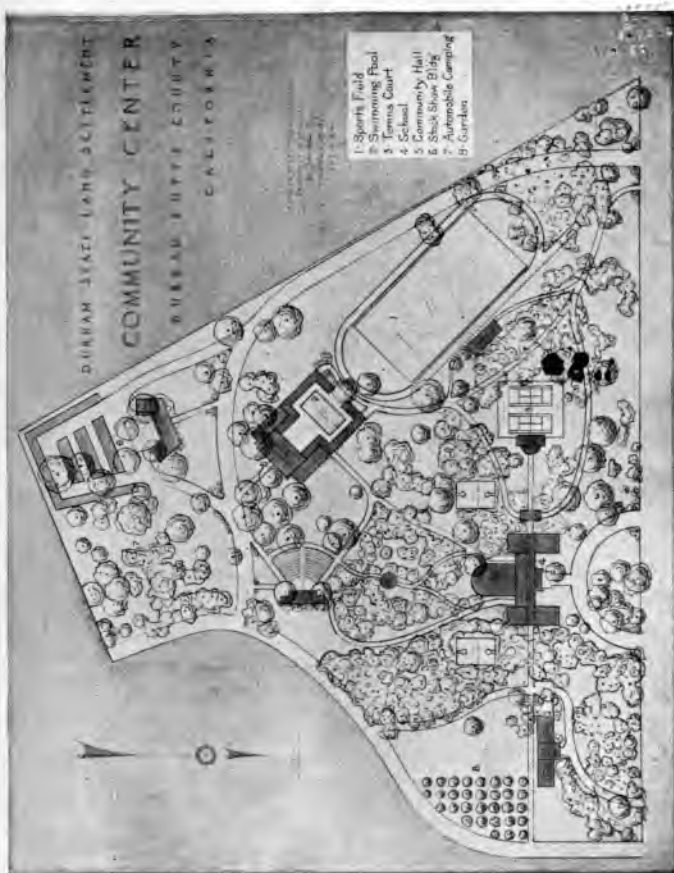 DURHAM STATE LAND SETTLEMENT
COMMUNITY CENTER
DURHAM BUTTE COUNTY
CALIFORNIA
1- Sports Field
2- Swimming Pool
3 Tennis Court
4 School
5 Community Hall
6 Stock Show Bldg
7 Automobile Camping
8- Garden